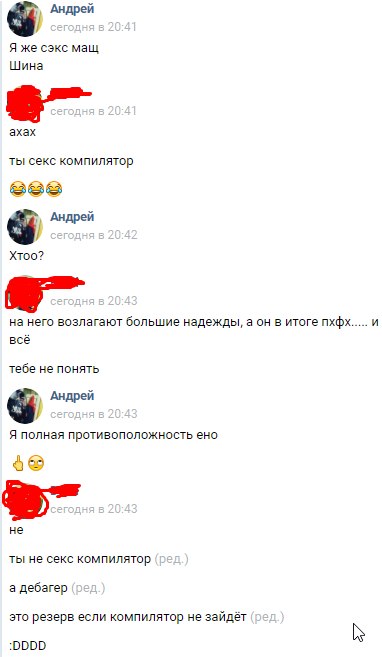 Андрей
сегодня в 20:41
Я же сэкс мащ
Шина
сегодня в 20:41
ахах
ты секс компилятор
😂😂😂
Андрей
сегодня в 20:42
Хтоо?
сегодня в 20:43
на него возлагают большие надежды, а он в итоге пхфх..... и
всё
тебе не понять
Андрей
сегодня в 20:43
Я полная противоположность ено
🖕🙄
сегодня в 20:43
не
ты не секс компилятор (ред.)
а дебагер (ред.)
это резерв если компилятор не зайдёт (ред.)
:DDDD